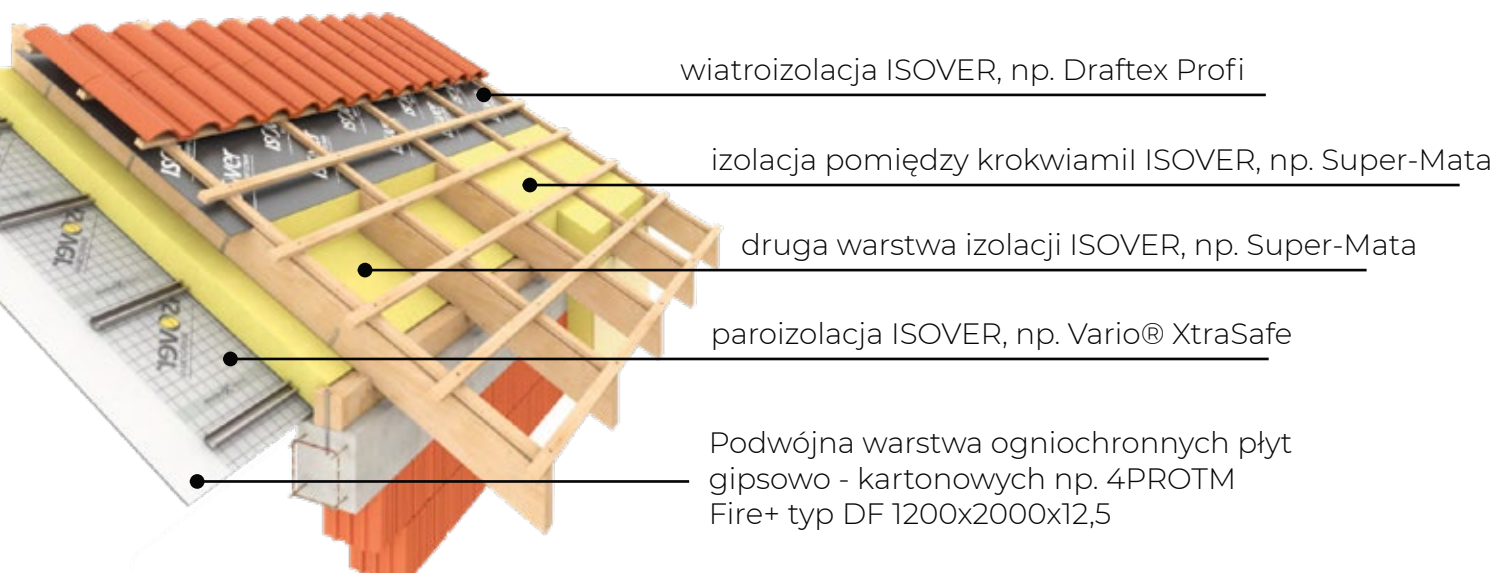 wiatroizolacja ISOVER, np. Draftex Profi
izolacja pomiędzy krokwiamiI ISOVER, np. Super-Mata
druga warstwa izolacji ISOVER, np. Super-Mata
paroizolacja ISOVER, np. Vario® XtraSafe
Podwójna warstwa ogniochronnych płyt
gipsowo - kartonowych np. 4PROTM
Fire+ typ DF 1200x2000x12,5